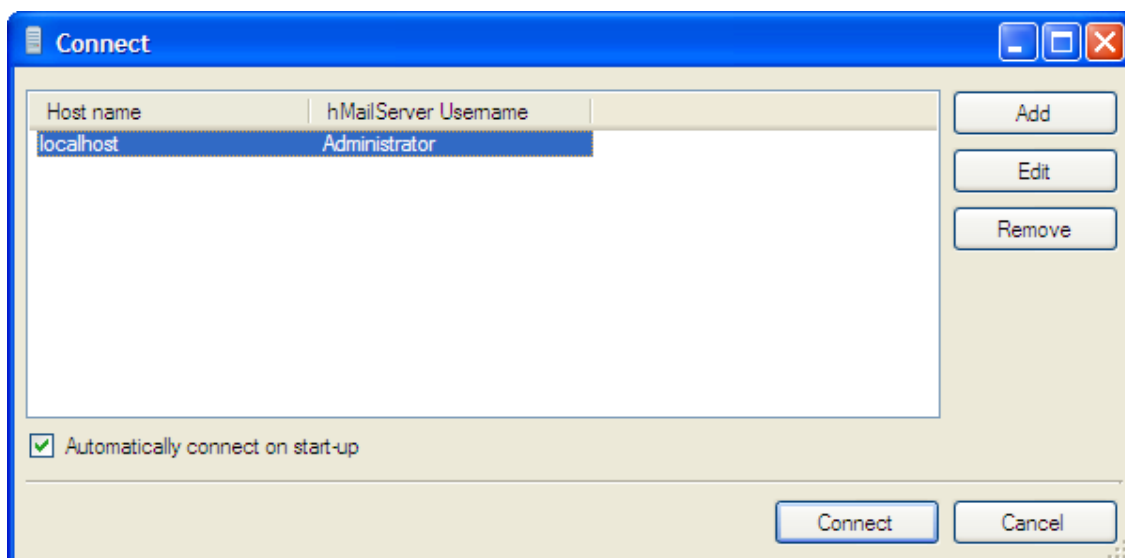 Connect
Host name hMailServer Username
localhost Administrator
Add
Edit
Remove
Automatically connect on start-up
Connect Cancel